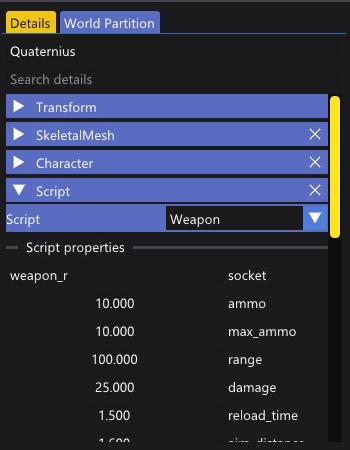 Details World Partition
Quaternius
Search details
Transform
SkeletalMesh
Character
Script
Script Weapon
Script properties
weapon_r socket
10.000 ammo
10.000 max_ammo
100.000 range
25.000 damage
1.500 reload_time